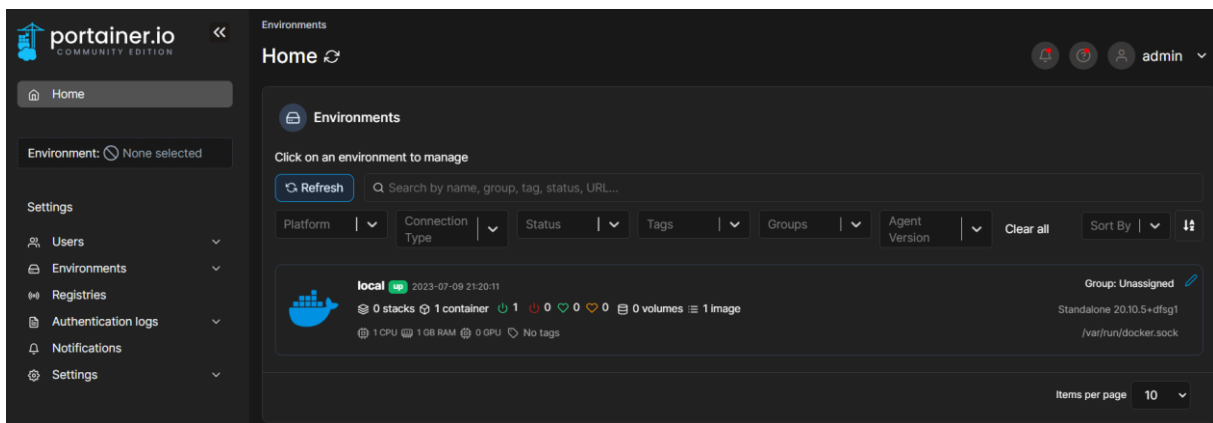 portainer.io
COMMUNITY EDITION
Home
Environment: None selected
Settings
Users
Environments
Registries
Authentication logs
Notifications
Settings
Environments
Home
admin
Environments
Click on an environment to manage
Refresh
Search by name, group, tag, status, URL...
Platform
Connection Type
Status
Tags
Groups
Agent Version
Clear all
Sort By
local up 2023-07-09 21:20:11
0 stacks 1 container 1 0 0 0 0 volumes 1 image
1 CPU 1 GB RAM 0 GPU No tags
Group: Unassigned
Standalone 20.10.5+dfsg1
/var/run/docker.sock
Items per page 10